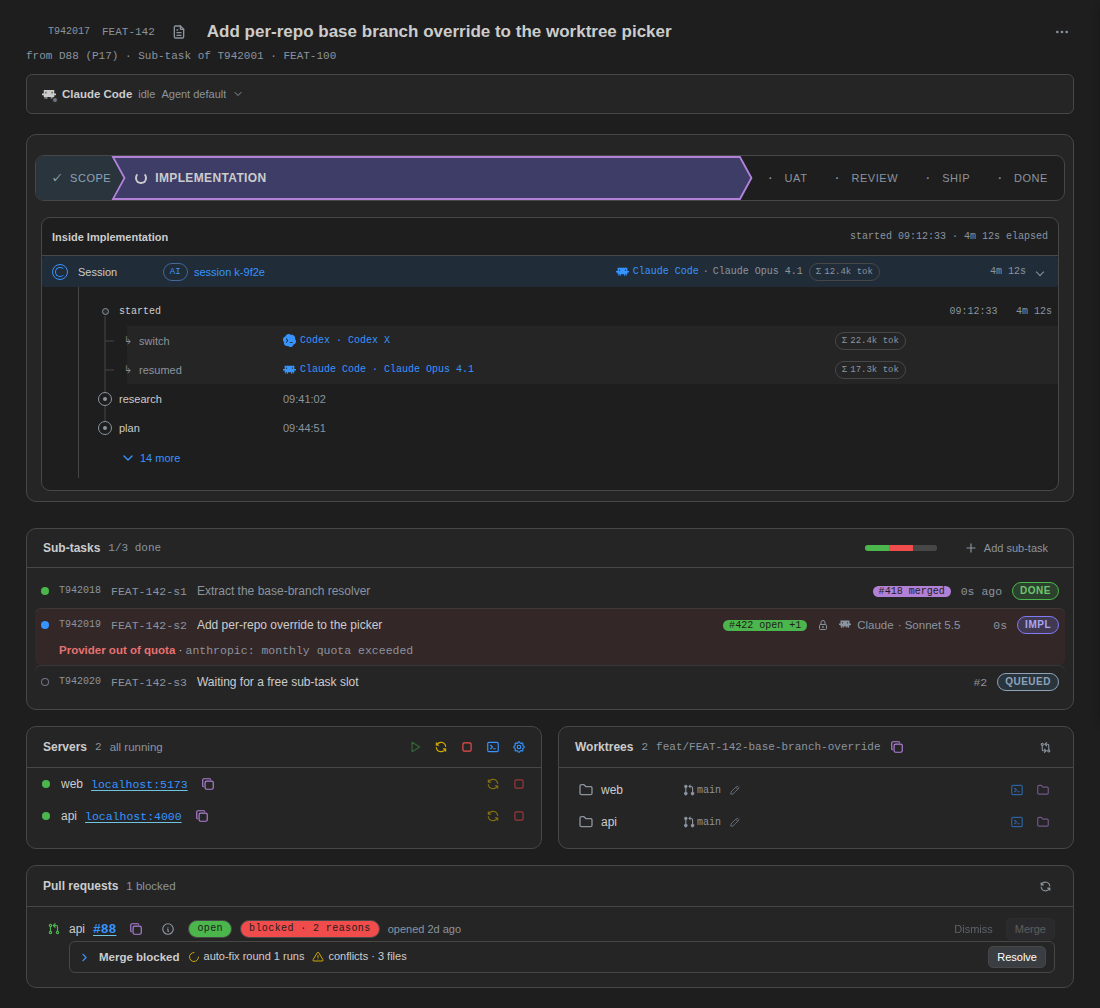 T942017 FEAT-142 Add per-repo base branch override to the worktree picker
from D88 (P17) · Sub-task of T942001 · FEAT-100
Claude Code idle Agent default
SCOPE IMPLEMENTATION · UAT · REVIEW · SHIP · DONE
Inside Implementation started 09:12:33 · 4m 12s elapsed
Session AI session k-9f2e Claude Code · Claude Opus 4.1 Σ 12.4k tok 4m 12s
started 09:12:33 4m 12s
↳ switch Codex · Codex X Σ 22.4k tok
↳ resumed Claude Code · Claude Opus 4.1 Σ 17.3k tok
research 09:41:02
plan 09:44:51
14 more
Sub-tasks 1/3 done Add sub-task
T942018 FEAT-142-s1 Extract the base-branch resolver #418 merged 0s ago DONE
T942019 FEAT-142-s2 Add per-repo override to the picker #422 open +1 Claude · Sonnet 5.5 0s IMPL
Provider out of quota · anthropic: monthly quota exceeded
T942020 FEAT-142-s3 Waiting for a free sub-task slot #2 QUEUED
Servers 2 all running
web localhost:5173
api localhost:4000
Worktrees 2 feat/FEAT-142-base-branch-override
web main
api main
Pull requests 1 blocked
api #88 open blocked · 2 reasons opened 2d ago Dismiss Merge
Merge blocked auto-fix round 1 runs conflicts · 3 files Resolve